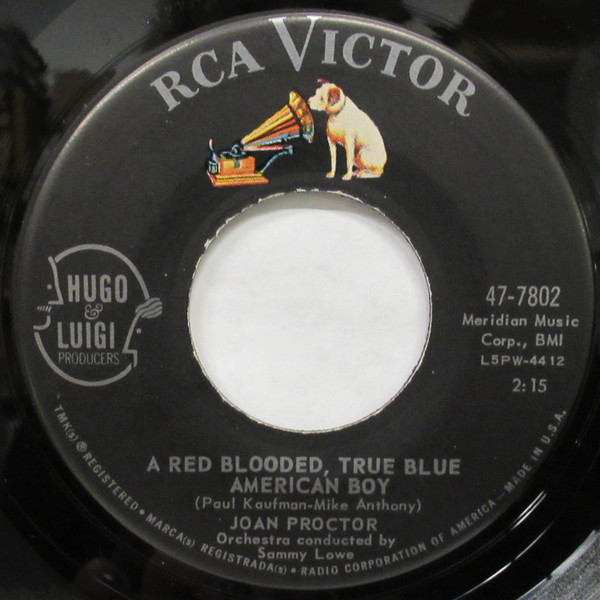 RCA VICTOR
HUGO
&
LUIGI
PRODUCERS
47-7802
Meridian Music
Corp., BMI
L5PW-4412
2:15
A RED BLOODED, TRUE BLUE
AMERICAN BOY
(Paul Kaufman-Mike Anthony)
JOAN PROCTOR
Orchestra conducted by
Sammy Lowe
TMK(s) ® REGISTERED • MARCA(s) REGISTRADA(s) • RADIO CORPORATION OF AMERICA — MADE IN U.S.A.